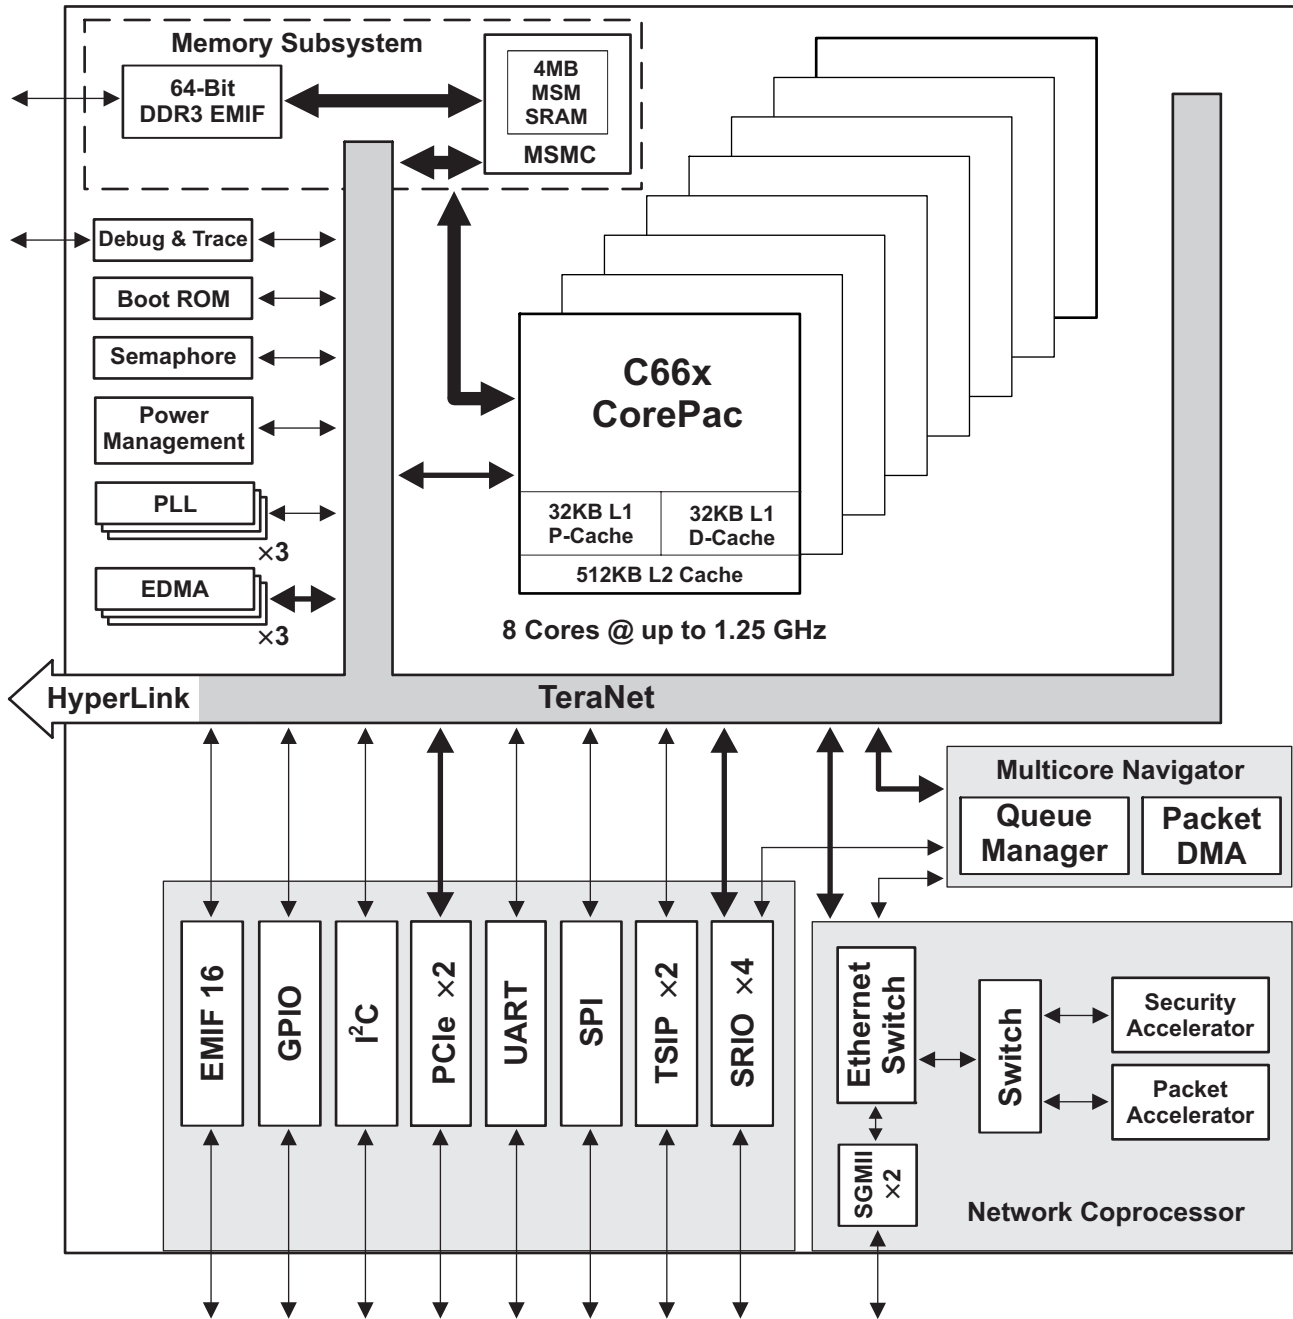 Memory Subsystem
64-Bit
DDR3 EMIF
4MB
MSM
SRAM
MSMC
Debug & Trace
Boot ROM
Semaphore
Power
Management
PLL
×3
EDMA
×3
C66x
CorePac
32KB L1
P-Cache
32KB L1
D-Cache
512KB L2 Cache
8 Cores @ up to 1.25 GHz
HyperLink
TeraNet
Multicore Navigator
Queue
Manager
Packet
DMA
EMIF 16
GPIO
I²C
PCIe ×2
UART
SPI
TSIP ×2
SRIO ×4
Ethernet
Switch
Switch
Security
Accelerator
Packet
Accelerator
SGMII
×2
Network Coprocessor